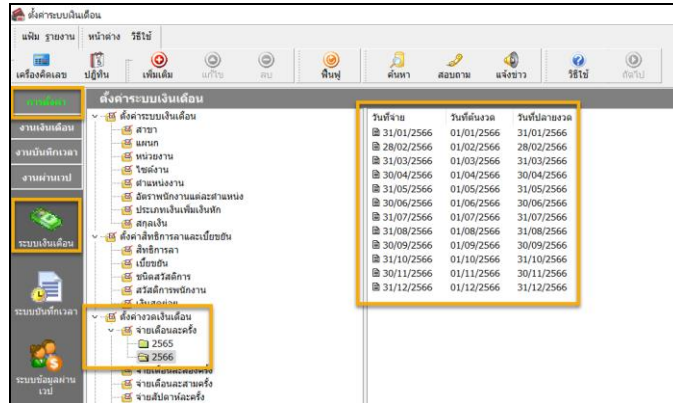 ตั้งค่าระบบเงินเดือน
แฟ้ม รายงาน หน้าต่าง วิธีใช้
เครื่องคิดเลข ปฏิทิน เพิ่มเติม แก้ไข ลบ ฟื้นฟู ค้นหา สอบถาม แจ้งข่าว วิธีใช้ ถัดไป
การตั้งค่า
งานเงินเดือน
งานบันทึกเวลา
งานผ่านเวป
ระบบเงินเดือน
ระบบบันทึกเวลา
ระบบข้อมูลผ่าน
เวป
ตั้งค่าระบบเงินเดือน
ตั้งค่าระบบเงินเดือน
สาขา
แผนก
หน่วยงาน
ไซต์งาน
ตำแหน่งงาน
อัตราพนักงานแต่ละตำแหน่ง
ประเภทเงินเพิ่มเงินหัก
สกุลเงิน
ตั้งค่าสิทธิการลาและเบี้ยขยัน
สิทธิการลา
เบี้ยขยัน
ชนิดสวัสดิการ
สวัสดิการพนักงาน
เงินสดย่อย
ตั้งค่างวดเงินเดือน
จ่ายเดือนละครั้ง
2565
2566
จ่ายเดือนละสองครั้ง
จ่ายเดือนละสามครั้ง
จ่ายสัปดาห์ละครั้ง
วันที่จ่าย วันที่ต้นงวด วันที่ปลายงวด
31/01/2566 01/01/2566 31/01/2566
28/02/2566 01/02/2566 28/02/2566
31/03/2566 01/03/2566 31/03/2566
30/04/2566 01/04/2566 30/04/2566
31/05/2566 01/05/2566 31/05/2566
30/06/2566 01/06/2566 30/06/2566
31/07/2566 01/07/2566 31/07/2566
31/08/2566 01/08/2566 31/08/2566
30/09/2566 01/09/2566 30/09/2566
31/10/2566 01/10/2566 31/10/2566
30/11/2566 01/11/2566 30/11/2566
31/12/2566 01/12/2566 31/12/2566